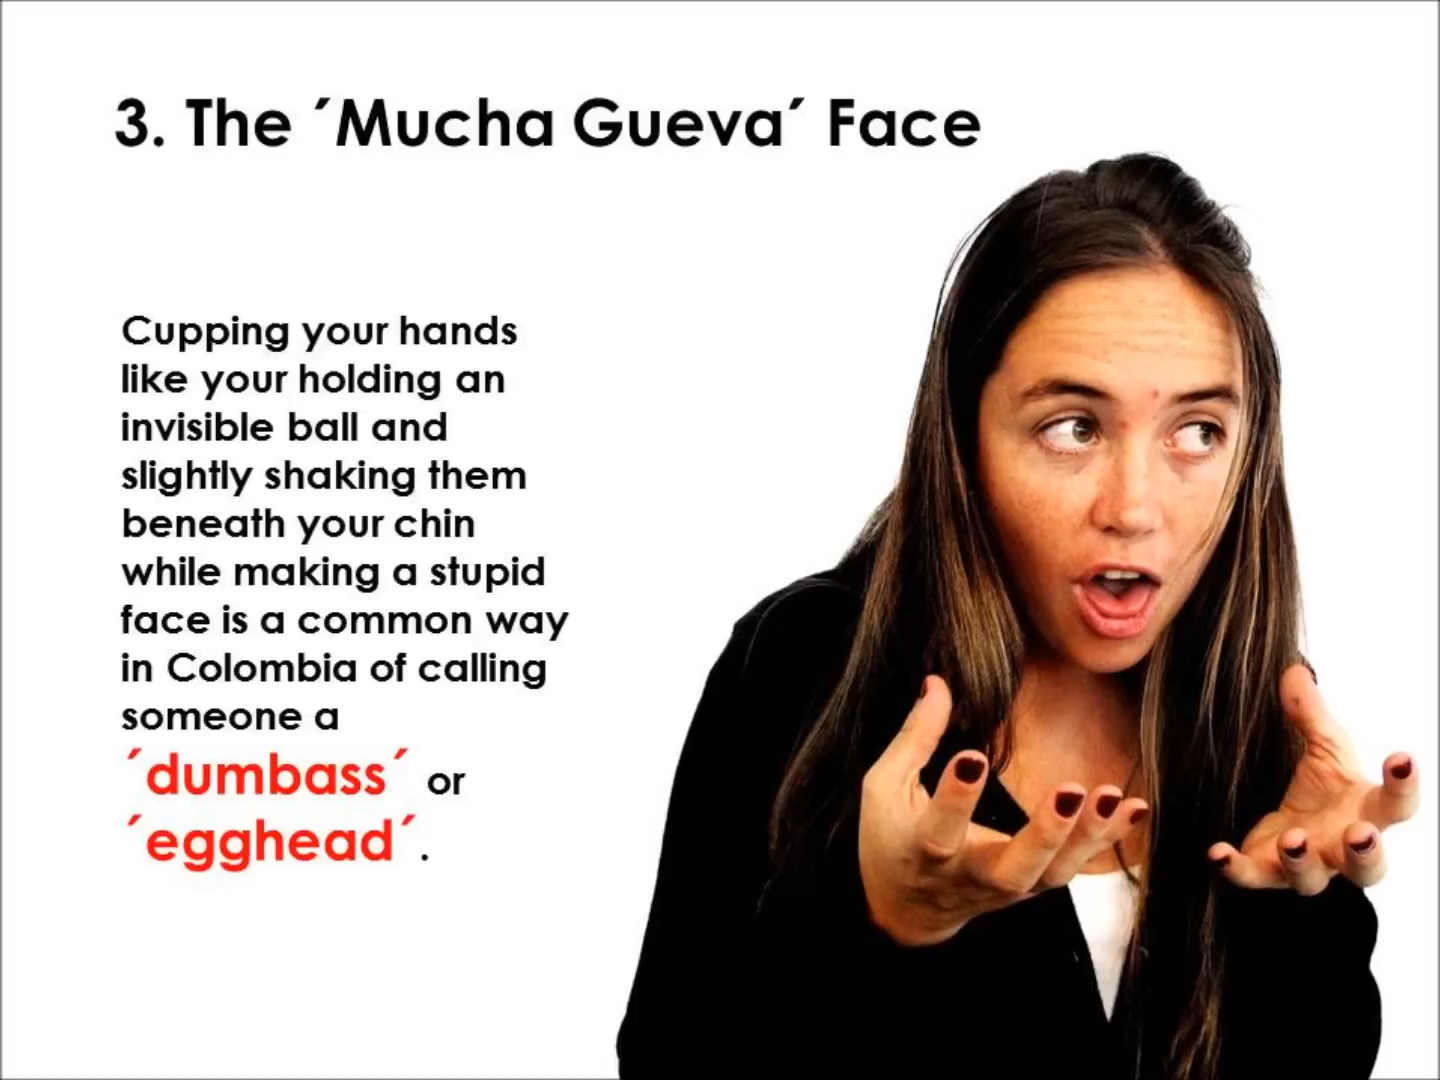 3. The ´Mucha Gueva´ Face
Cupping your hands
like your holding an
invisible ball and
slightly shaking them
beneath your chin
while making a stupid
face is a common way
in Colombia of calling
someone a
´dumbass´ or
´egghead´.